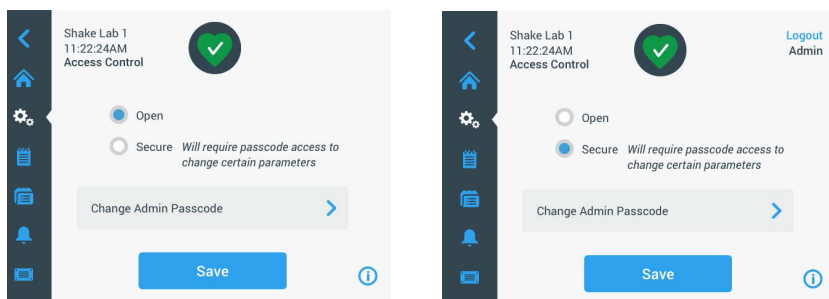 Shake Lab 1
11:22:24AM
Access Control
Open
Secure Will require passcode access to
change certain parameters
Change Admin Passcode
Save
Shake Lab 1
11:22:24AM
Access Control
Logout
Admin
Open
Secure Will require passcode access to
change certain parameters
Change Admin Passcode
Save